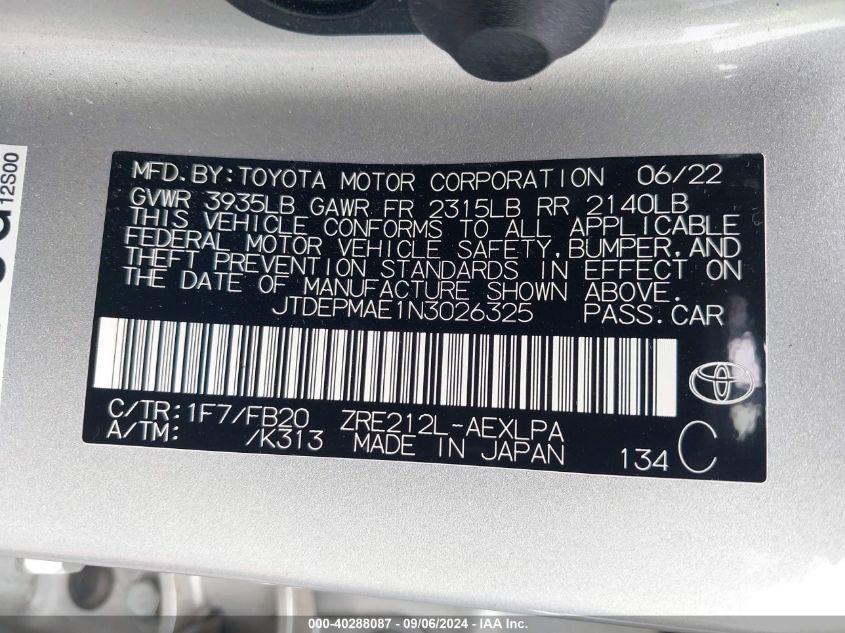 MFD.BY:TOYOTA MOTOR CORPORATION 06/22
GVWR 3935LB GAWR FR 2315LB RR 2140LB
THIS VEHICLE CONFORMS TO ALL APPLICABLE
FEDERAL MOTOR VEHICLE SAFETY,BUMPER,AND
THEFT PREVENTION STANDARDS IN EFFECT ON
THE DATE OF MANUFACTURE SHOWN ABOVE.
JTDEPMAE1N3026325 PASS.CAR
C/TR:1F7/FB20 ZRE212L-AEXLPA
A/TM: /K313 MADE IN JAPAN 134 C
12S00
000-40288087 - 09/06/2024 - IAA Inc.